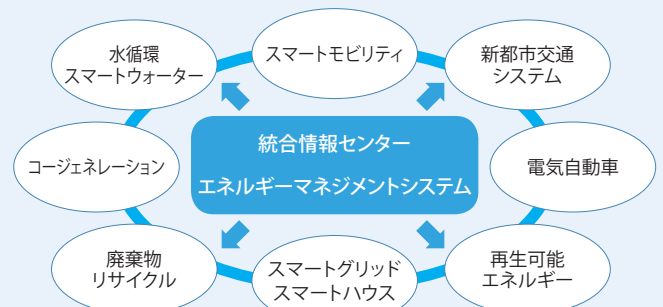 水循環
スマートウォーター
スマートモビリティ
新都市交通
システム
コージェネレーション
統合情報センター
エネルギーマネジメントシステム
電気自動車
廃棄物
リサイクル
スマートグリッド
スマートハウス
再生可能
エネルギー